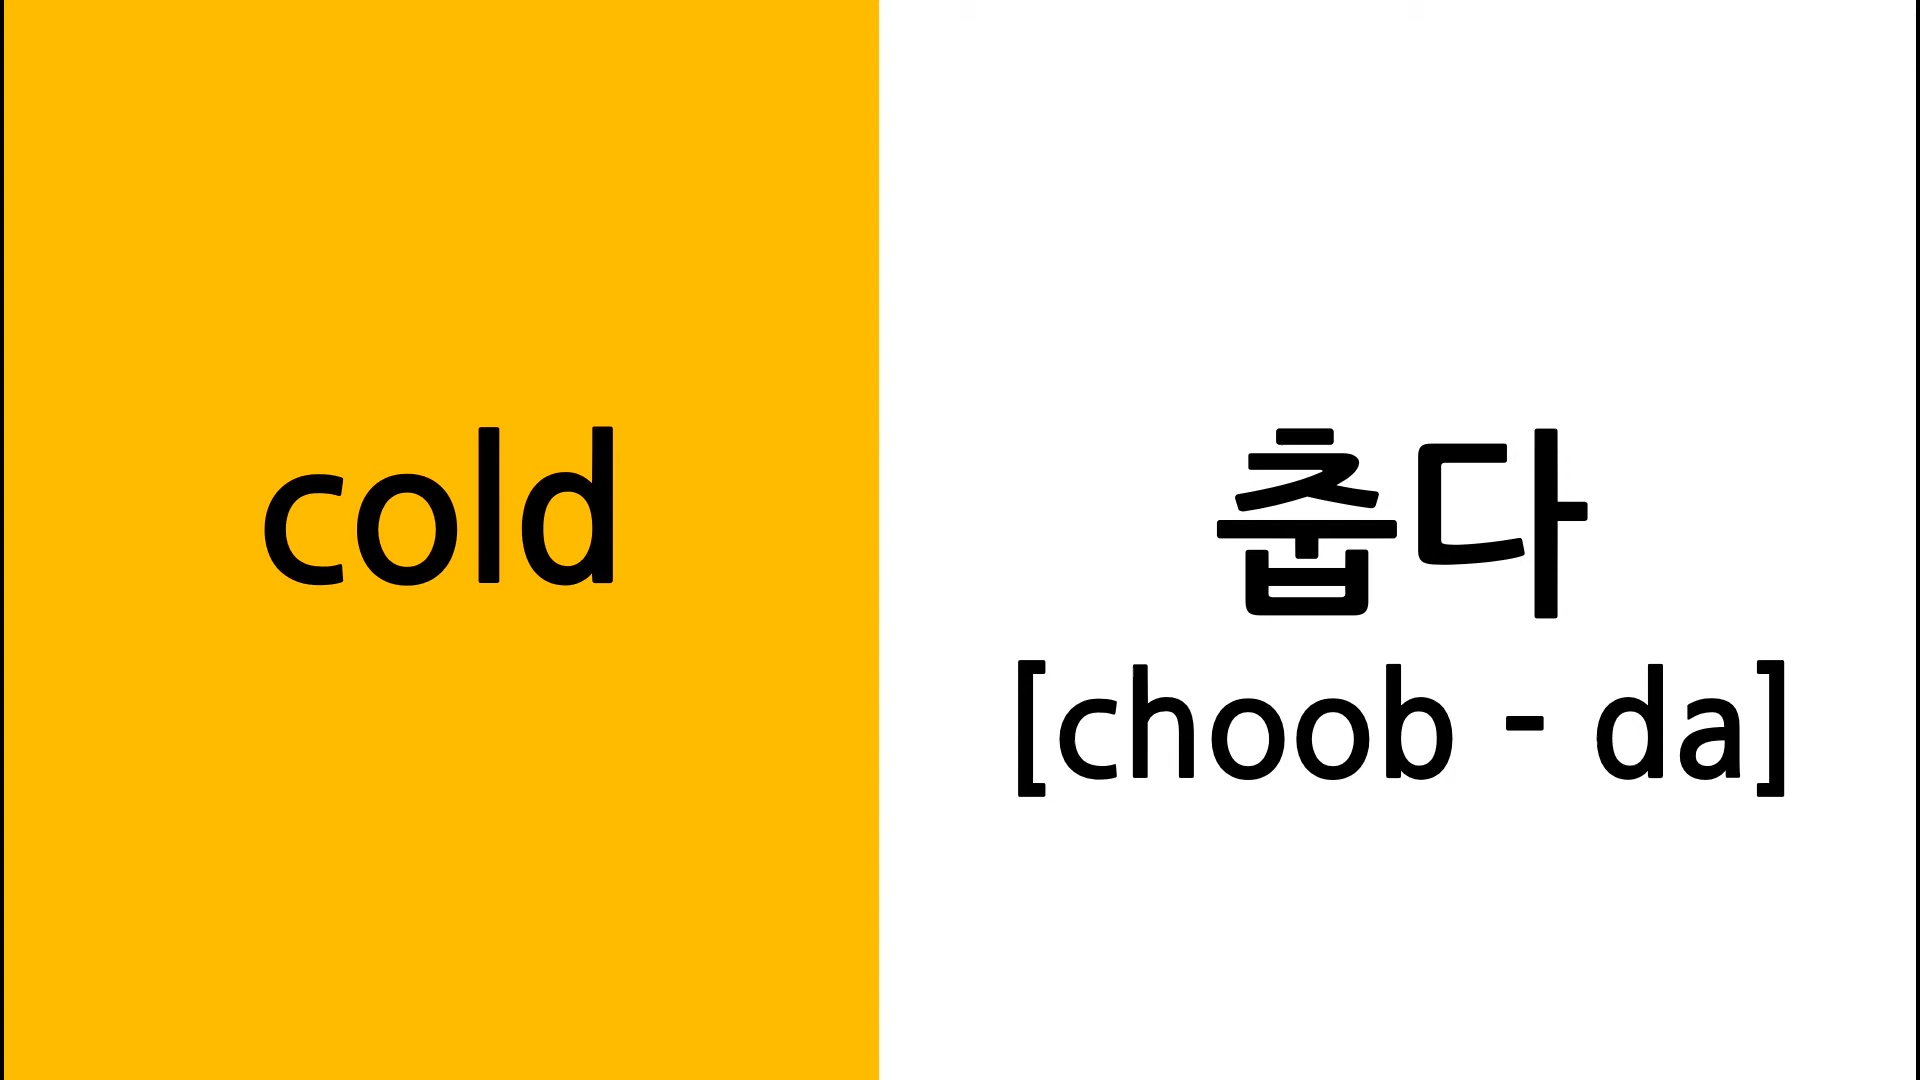 cold
춥다
[choob - da]